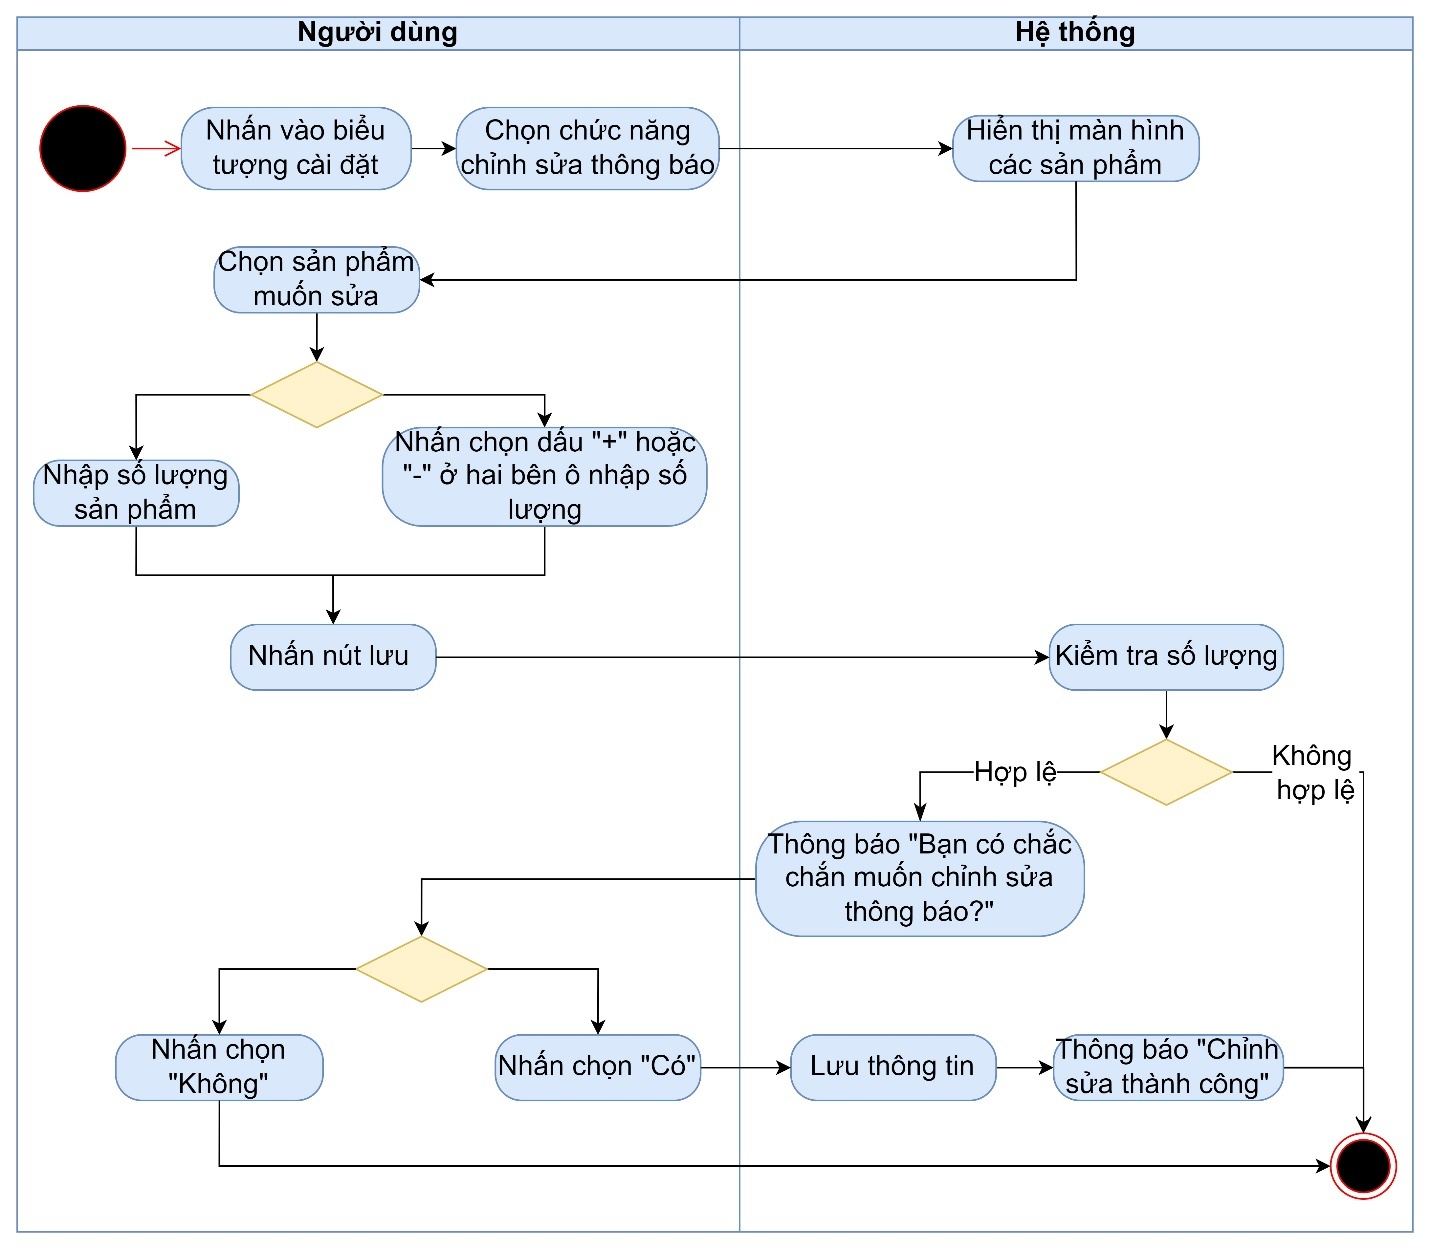 Người dùng
Hệ thống
Nhấn vào biểu
tượng cài đặt
Chọn chức năng
chỉnh sửa thông báo
Hiển thị màn hình
các sản phẩm
Chọn sản phẩm
muốn sửa
Nhập số lượng
sản phẩm
Nhấn chọn dấu "+" hoặc
"-" ở hai bên ô nhập số
lượng
Nhấn nút lưu
Kiểm tra số lượng
Hợp lệ
Không
hợp lệ
Thông báo "Bạn có chắc
chắn muốn chỉnh sửa
thông báo?"
Nhấn chọn
"Không"
Nhấn chọn "Có"
Lưu thông tin
Thông báo "Chỉnh
sửa thành công"